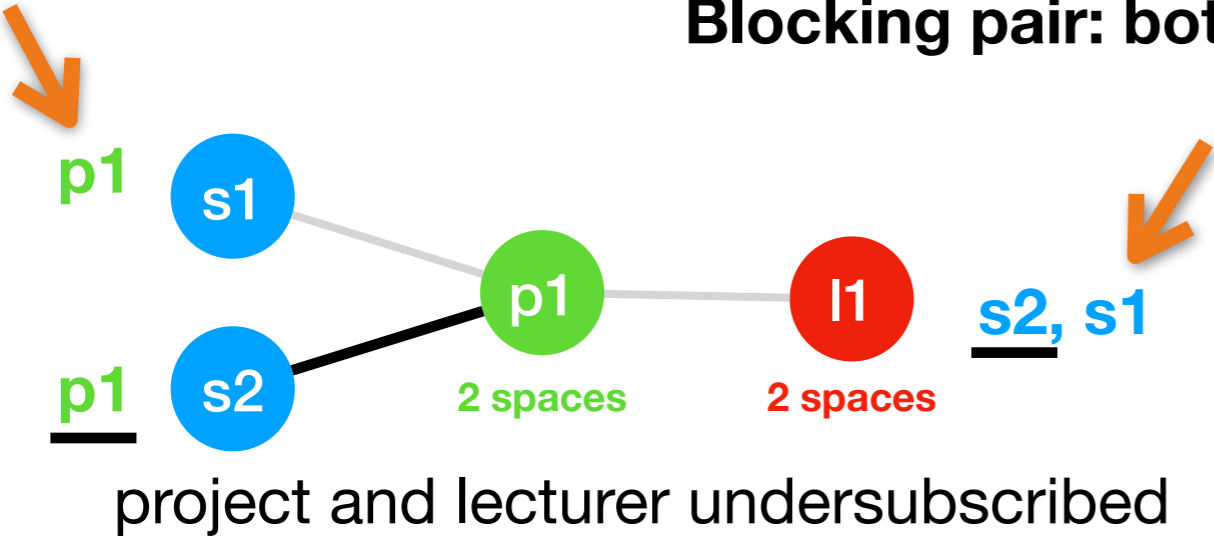 Blocking pair: bot
p1 s1
p1 l1 s2, s1
p1 s2
2 spaces 2 spaces
project and lecturer undersubscribed